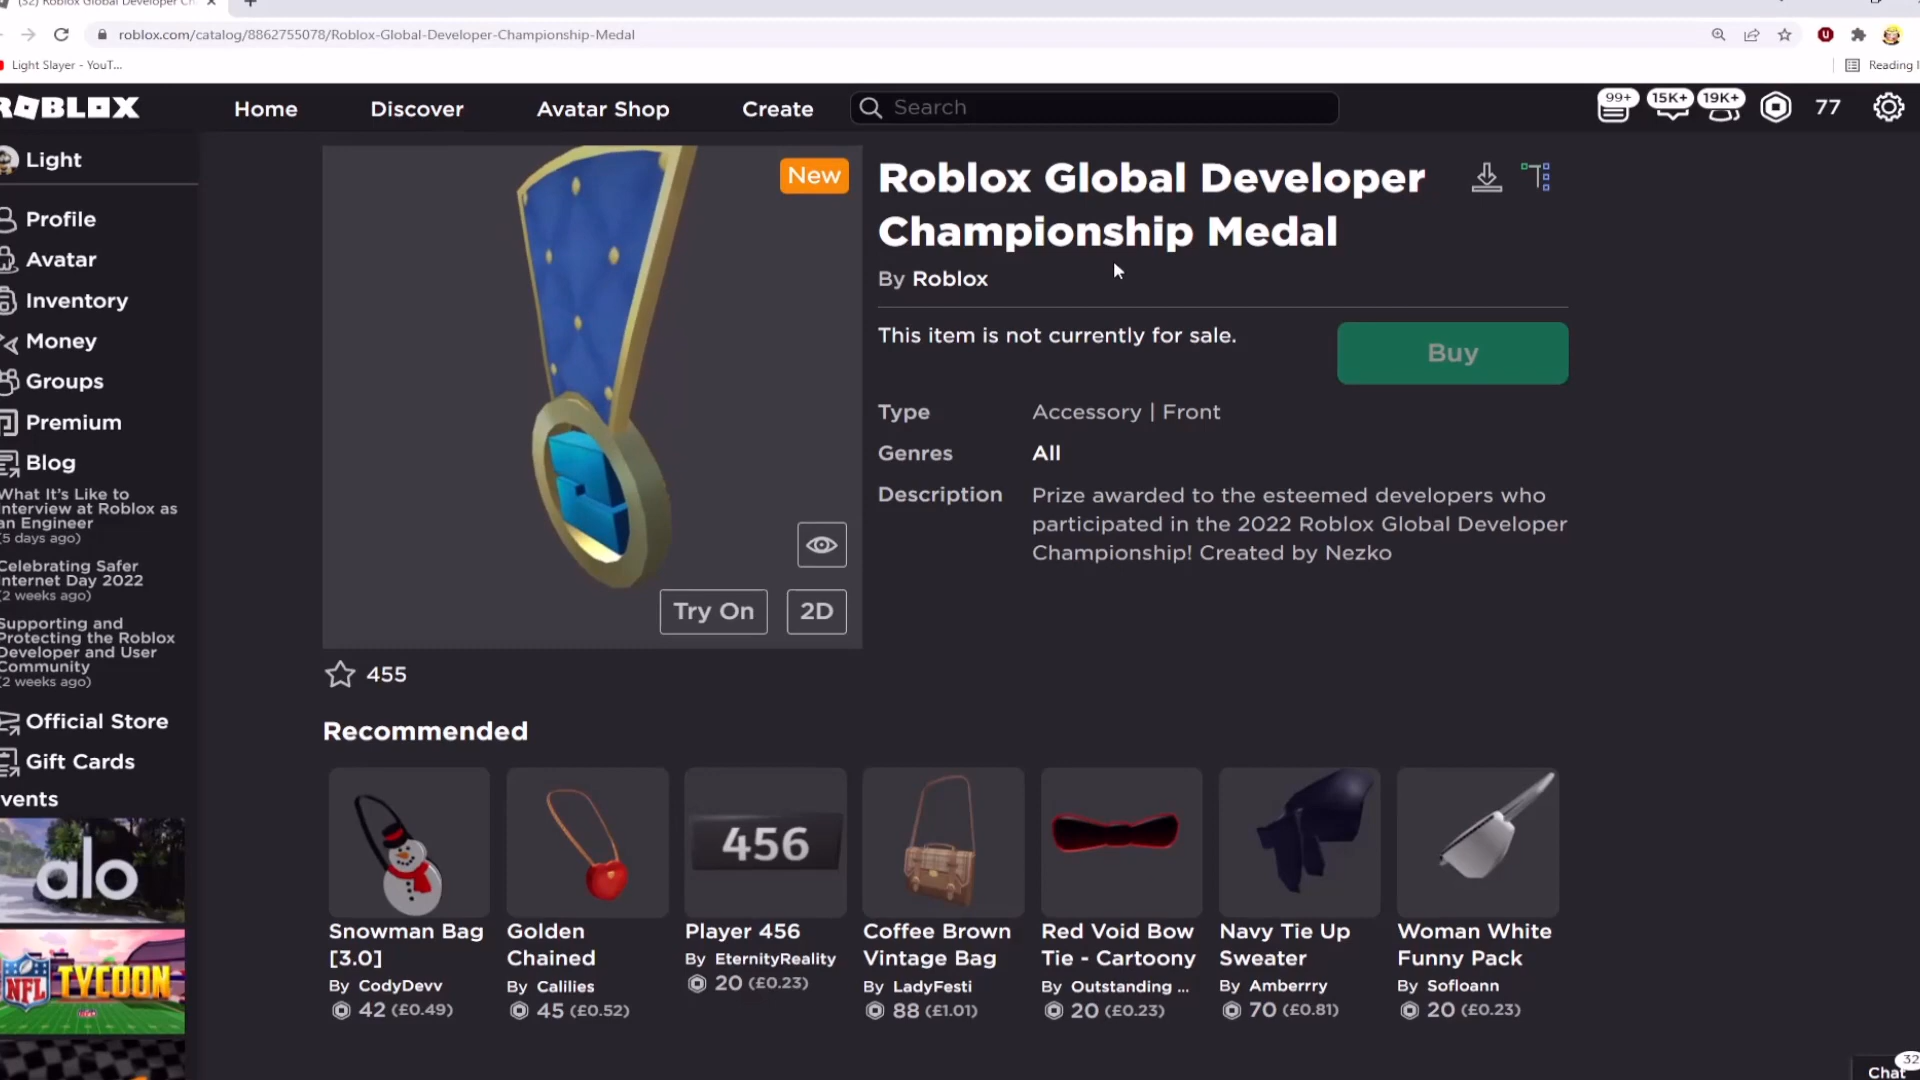 (32) Roblox Global Developer Ch
roblox.com/catalog/8862755078/Roblox-Global-Developer-Championship-Medal
Light Slayer - YouT...
Reading l
ROBLOX
Home
Discover
Avatar Shop
Create
Search
99+
15K+
19K+
77
Light
Profile
Avatar
Inventory
Money
Groups
Premium
Blog
What It's Like to
Interview at Roblox as
an Engineer
(5 days ago)
Celebrating Safer
Internet Day 2022
(2 weeks ago)
Supporting and
Protecting the Roblox
Developer and User
Community
(2 weeks ago)
Official Store
Gift Cards
vents
alo
NFL TYCOON
New
Try On
2D
455
Roblox Global Developer
Championship Medal
By Roblox
This item is not currently for sale.
Buy
Type Accessory | Front
Genres All
Description Prize awarded to the esteemed developers who
participated in the 2022 Roblox Global Developer
Championship! Created by Nezko
Recommended
Snowman Bag
[3.0]
By CodyDevv
42 (£0.49)
Golden
Chained
By Calilies
45 (£0.52)
456
Player 456
By EternityReality
20 (£0.23)
Coffee Brown
Vintage Bag
By LadyFesti
88 (£1.01)
Red Void Bow
Tie - Cartoony
By Outstanding ...
20 (£0.23)
Navy Tie Up
Sweater
By Amberrry
70 (£0.81)
Woman White
Funny Pack
By Sofloann
20 (£0.23)
Chat
32